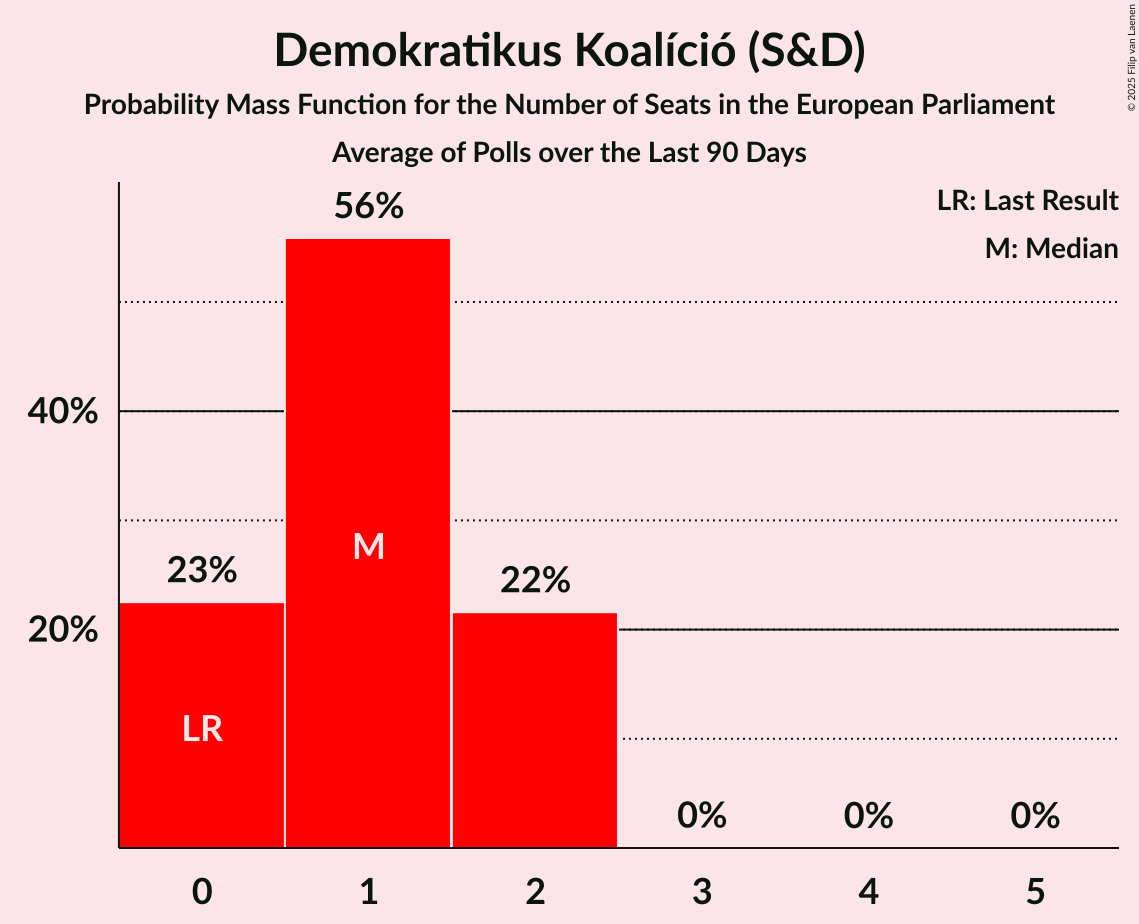 Demokratikus Koalíció (S&D)
Probability Mass Function for the Number of Seats in the European Parliament
Average of Polls over the Last 90 Days
© 2025 Filip van Laenen
LR: Last Result
M: Median
56%
40%
M
23%
22%
20%
LR
0% 0% 0%
0 1 2 3 4 5